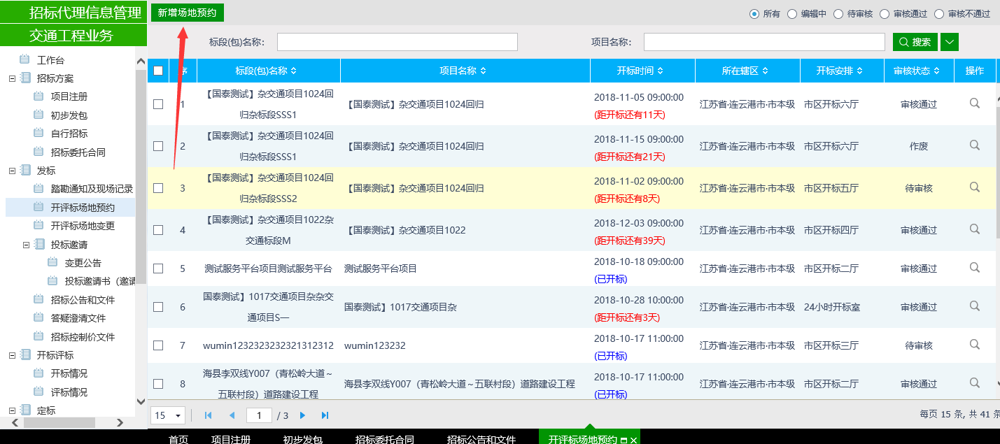 招标代理信息管理
交通工程业务
新增场地预约
所有 编辑中 待审核 审核通过 审核不通过
标段(包)名称: 项目名称: 搜索
工作台
招标方案
项目注册
初步发包
自行招标
招标委托合同
发标
踏勘通知及现场记录
开评标场地预约
开评标场地变更
投标邀请
变更公告
投标邀请书（邀请
招标公告和文件
答疑澄清文件
招标控制价文件
开标评标
开标情况
评标情况
定标
序 标段(包)名称 项目名称 开标时间 所在辖区 开标安排 审核状态 操作
1 【国泰测试】杂交通项目1024回 【国泰测试】杂交通项目1024回归 2018-11-05 09:00:00 江苏省·连云港市·市本级 市区开标六厅 审核通过
归杂标段SSS1 (距开标还有11天)
2 【国泰测试】杂交通项目1024回 【国泰测试】杂交通项目1024回归 2018-11-15 09:00:00 江苏省·连云港市·市本级 市区开标六厅 作废
归杂标段SSS1 (距开标还有21天)
3 【国泰测试】杂交通项目1024回 【国泰测试】杂交通项目1024回归 2018-11-02 09:00:00 江苏省·连云港市·市本级 市区开标五厅 待审核
归杂标段SSS2 (距开标还有8天)
4 【国泰测试】杂交通项目1022杂 【国泰测试】杂交通项目1022 2018-12-03 09:00:00 江苏省·连云港市·市本级 市区开标四厅 审核通过
交通标段M (距开标还有39天)
5 测试服务平台项目测试服务平台 测试服务平台项目 2018-10-18 09:00:00 江苏省·连云港市·市本级 市区开标二厅 审核通过
(已开标)
6 国泰测试】1017交通项目杂杂交 国泰测试】1017交通项目杂 2018-10-28 10:00:00 江苏省·连云港市·市本级 24小时开标室 审核通过
通项目S一 (距开标还有3天)
7 wumin1232323232321312312 wumin123232 2018-10-17 11:00:00 江苏省·连云港市·市本级 市区开标三厅 待审核
(已开标)
8 海县李双线Y007（青松岭大道～ 海县李双线Y007（青松岭大道～五联村段）道路建设工程 2018-10-17 11:00:00 江苏省·连云港市·市本级 市区开标二厅 审核通过
五联村段）道路建设工程 (已开标)
15 1 / 3 每页 15 条, 共 41 条
首页 项目注册 初步发包 招标委托合同 招标公告和文件 开评标场地预约